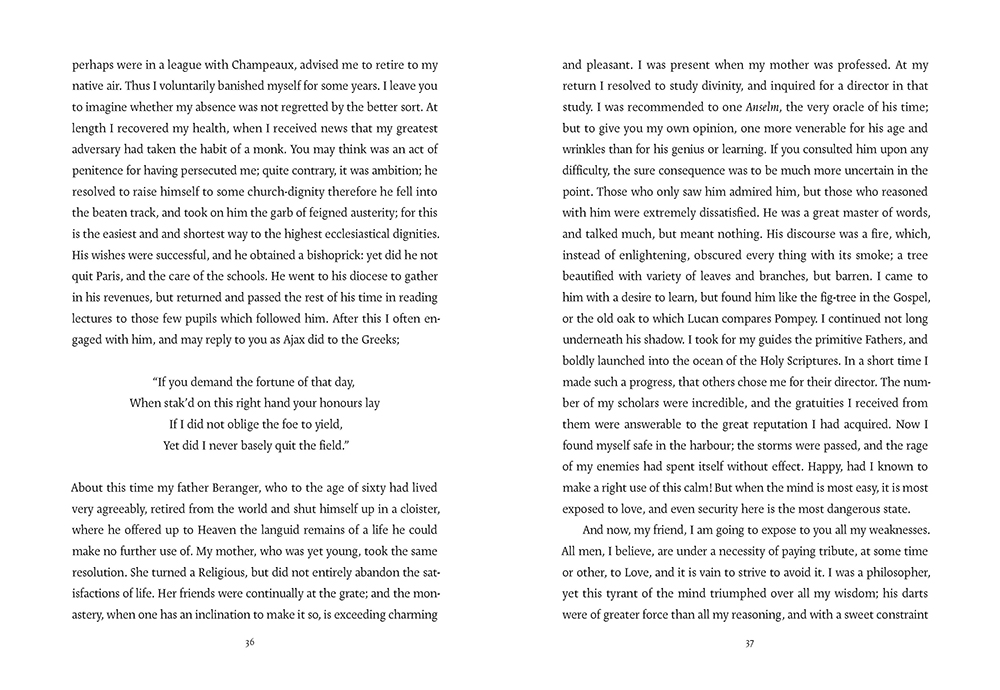 perhaps were in a league with Champeaux, advised me to retire to my
native air. Thus I voluntarily banished myself for some years. I leave you
to imagine whether my absence was not regretted by the better sort. At
length I recovered my health, when I received news that my greatest
adversary had taken the habit of a monk. You may think was an act of
penitence for having persecuted me; quite contrary, it was ambition; he
resolved to raise himself to some church-dignity therefore he fell into
the beaten track, and took on him the garb of feigned austerity; for this
is the easiest and and shortest way to the highest ecclesiastical dignities.
His wishes were successful, and he obtained a bishoprick: yet did he not
quit Paris, and the care of the schools. He went to his diocese to gather
in his revenues, but returned and passed the rest of his time in reading
lectures to those few pupils which followed him. After this I often en-
gaged with him, and may reply to you as Ajax did to the Greeks;
“If you demand the fortune of that day,
When stak’d on this right hand your honours lay
If I did not oblige the foe to yield,
Yet did I never basely quit the field.”
About this time my father Beranger, who to the age of sixty had lived
very agreeably, retired from the world and shut himself up in a cloister,
where he offered up to Heaven the languid remains of a life he could
make no further use of. My mother, who was yet young, took the same
resolution. She turned a Religious, but did not entirely abandon the sat-
isfactions of life. Her friends were continually at the grate; and the mon-
astery, when one has an inclination to make it so, is exceeding charming
36
and pleasant. I was present when my mother was professed. At my
return I resolved to study divinity, and inquired for a director in that
study. I was recommended to one Anselm, the very oracle of his time;
but to give you my own opinion, one more venerable for his age and
wrinkles than for his genius or learning. If you consulted him upon any
difficulty, the sure consequence was to be much more uncertain in the
point. Those who only saw him admired him, but those who reasoned
with him were extremely dissatisfied. He was a great master of words,
and talked much, but meant nothing. His discourse was a fire, which,
instead of enlightening, obscured every thing with its smoke; a tree
beautified with variety of leaves and branches, but barren. I came to
him with a desire to learn, but found him like the fig-tree in the Gospel,
or the old oak to which Lucan compares Pompey. I continued not long
underneath his shadow. I took for my guides the primitive Fathers, and
boldly launched into the ocean of the Holy Scriptures. In a short time I
made such a progress, that others chose me for their director. The num-
ber of my scholars were incredible, and the gratuities I received from
them were answerable to the great reputation I had acquired. Now I
found myself safe in the harbour; the storms were passed, and the rage
of my enemies had spent itself without effect. Happy, had I known to
make a right use of this calm! But when the mind is most easy, it is most
exposed to love, and even security here is the most dangerous state.
And now, my friend, I am going to expose to you all my weaknesses.
All men, I believe, are under a necessity of paying tribute, at some time
or other, to Love, and it is vain to strive to avoid it. I was a philosopher,
yet this tyrant of the mind triumphed over all my wisdom; his darts
were of greater force than all my reasoning, and with a sweet constraint
37